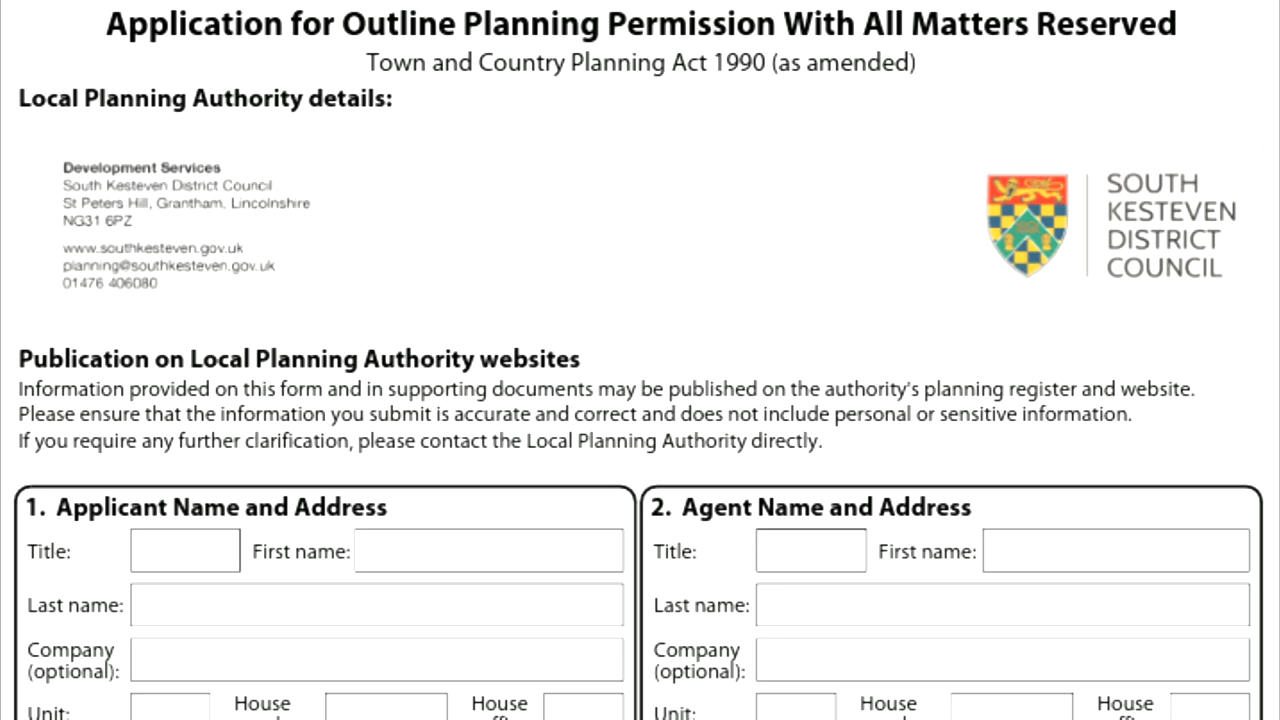 Application for Outline Planning Permission With All Matters Reserved
Town and Country Planning Act 1990 (as amended)
Local Planning Authority details:
Development Services
South Kesteven District Council
St Peters Hill, Grantham, Lincolnshire
NG31 6PZ
www.southkesteven.gov.uk
planning@southkesteven.gov.uk
01476 406080
SOUTH
KESTEVEN
DISTRICT
COUNCIL
Publication on Local Planning Authority websites
Information provided on this form and in supporting documents may be published on the authority's planning register and website.
Please ensure that the information you submit is accurate and correct and does not include personal or sensitive information.
If you require any further clarification, please contact the Local Planning Authority directly.
1. Applicant Name and Address
Title: First name:
Last name:
Company
(optional):
Unit: House House
2. Agent Name and Address
Title: First name:
Last name:
Company
(optional):
Unit: House House